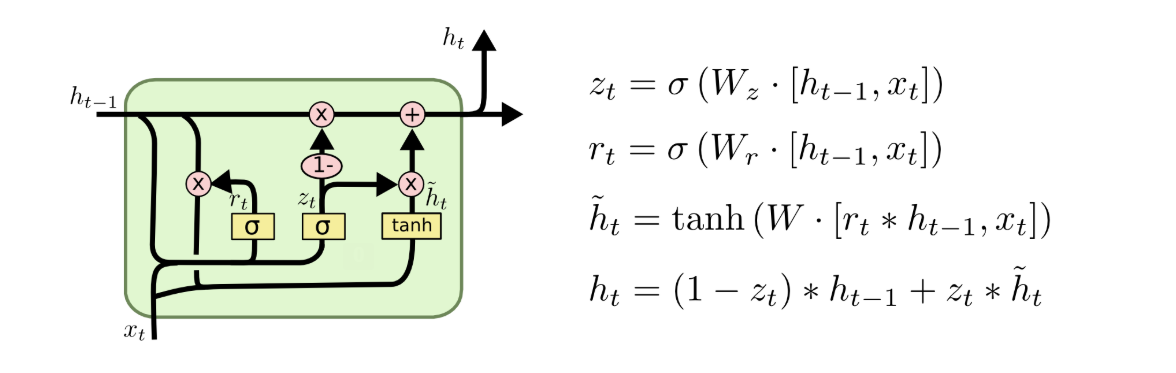 h_t
h_{t-1}
x
+
1-
x
r_t
z_t
x
h̃_t
σ
σ
tanh
x_t
z_t = σ (W_z · [h_{t-1}, x_t])
r_t = σ (W_r · [h_{t-1}, x_t])
h̃_t = tanh (W · [r_t * h_{t-1}, x_t])
h_t = (1 − z_t) * h_{t-1} + z_t * h̃_t